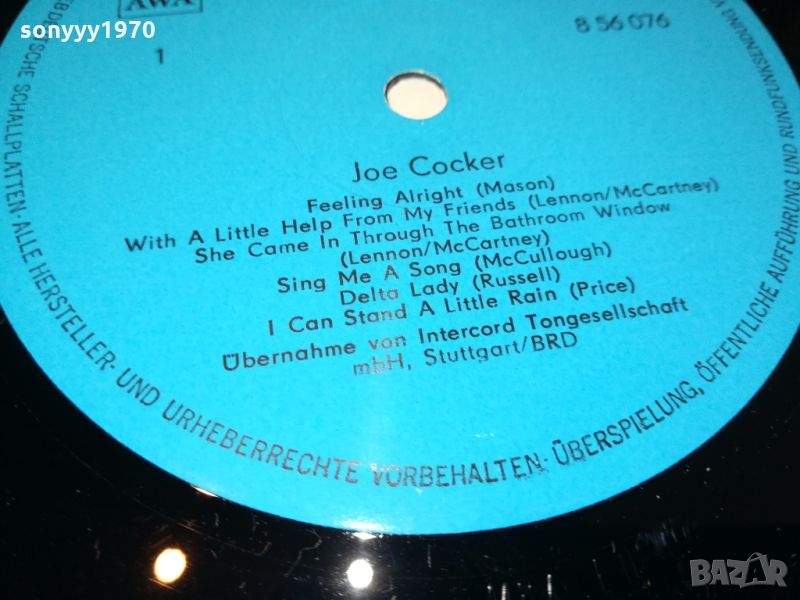 sonyyy1970
AWA
8 56 076
1
Joe Cocker
Feeling Alright (Mason)
With A Little Help From My Friends (Lennon/McCartney)
She Came In Through The Bathroom Window
(Lennon/McCartney)
Sing Me A Song (McCullough)
Delta Lady (Russell)
I Can Stand A Little Rain (Price)
Übernahme von Intercord Tongesellschaft
mbH, Stuttgart/BRD
SCHALLPLATTEN · ALLE HERSTELLER- UND URHEBERRECHTE VORBEHALTEN · ÜBERSPIELUNG, ÖFFENTLICHE AUFFÜHRUNG UND RUNDFUNKSENDUNG
BAZAR